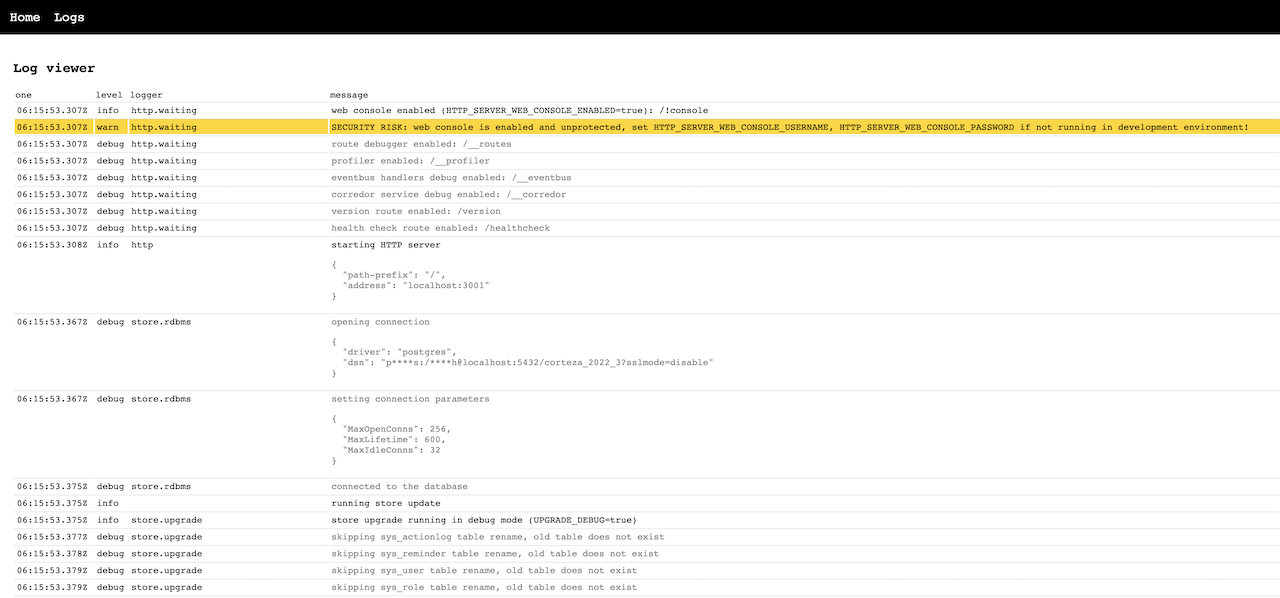 Home Logs
Log viewer
one level logger message
06:15:53.307Z info http.waiting web console enabled (HTTP_SERVER_WEB_CONSOLE_ENABLED=true): /!console
06:15:53.307Z warn http.waiting SECURITY RISK: web console is enabled and unprotected, set HTTP_SERVER_WEB_CONSOLE_USERNAME, HTTP_SERVER_WEB_CONSOLE_PASSWORD if not running in development environment!
06:15:53.307Z debug http.waiting route debugger enabled: /__routes
06:15:53.307Z debug http.waiting profiler enabled: /__profiler
06:15:53.307Z debug http.waiting eventbus handlers debug enabled: /__eventbus
06:15:53.307Z debug http.waiting corredor service debug enabled: /__corredor
06:15:53.307Z debug http.waiting version route enabled: /version
06:15:53.307Z debug http.waiting health check route enabled: /healthcheck
06:15:53.308Z info http starting HTTP server
{
"path-prefix": "/",
"address": "localhost:3001"
}
06:15:53.367Z debug store.rdbms opening connection
{
"driver": "postgres",
"dsn": "p****s:/****h@localhost:5432/corteza_2022_3?sslmode=disable"
}
06:15:53.367Z debug store.rdbms setting connection parameters
{
"MaxOpenConns": 256,
"MaxLifetime": 600,
"MaxIdleConns": 32
}
06:15:53.375Z debug store.rdbms connected to the database
06:15:53.375Z info running store update
06:15:53.375Z info store.upgrade store upgrade running in debug mode (UPGRADE_DEBUG=true)
06:15:53.377Z debug store.upgrade skipping sys_actionlog table rename, old table does not exist
06:15:53.378Z debug store.upgrade skipping sys_reminder table rename, old table does not exist
06:15:53.379Z debug store.upgrade skipping sys_user table rename, old table does not exist
06:15:53.379Z debug store.upgrade skipping sys_role table rename, old table does not exist